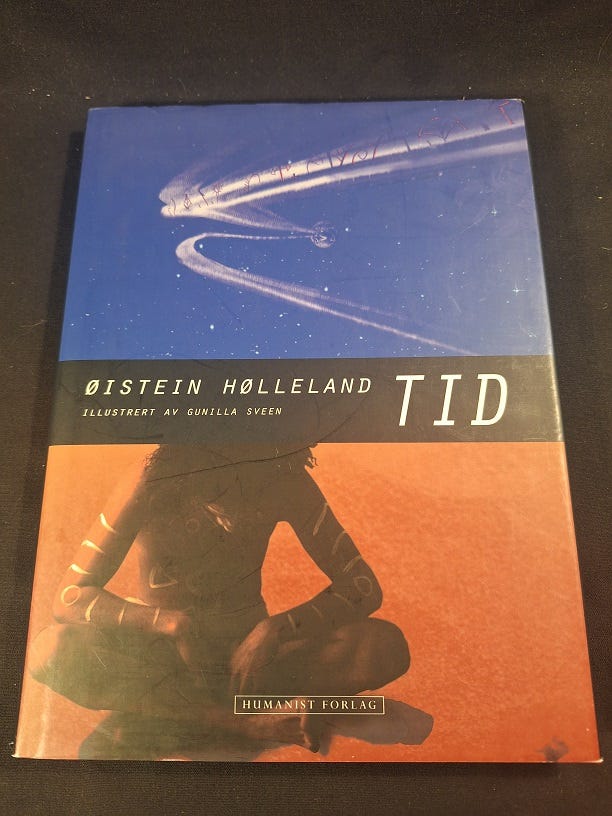 ØISTEIN HØLLELAND
TID
ILLUSTRERT AV GUNILLA SVEEN
HUMANIST FORLAG